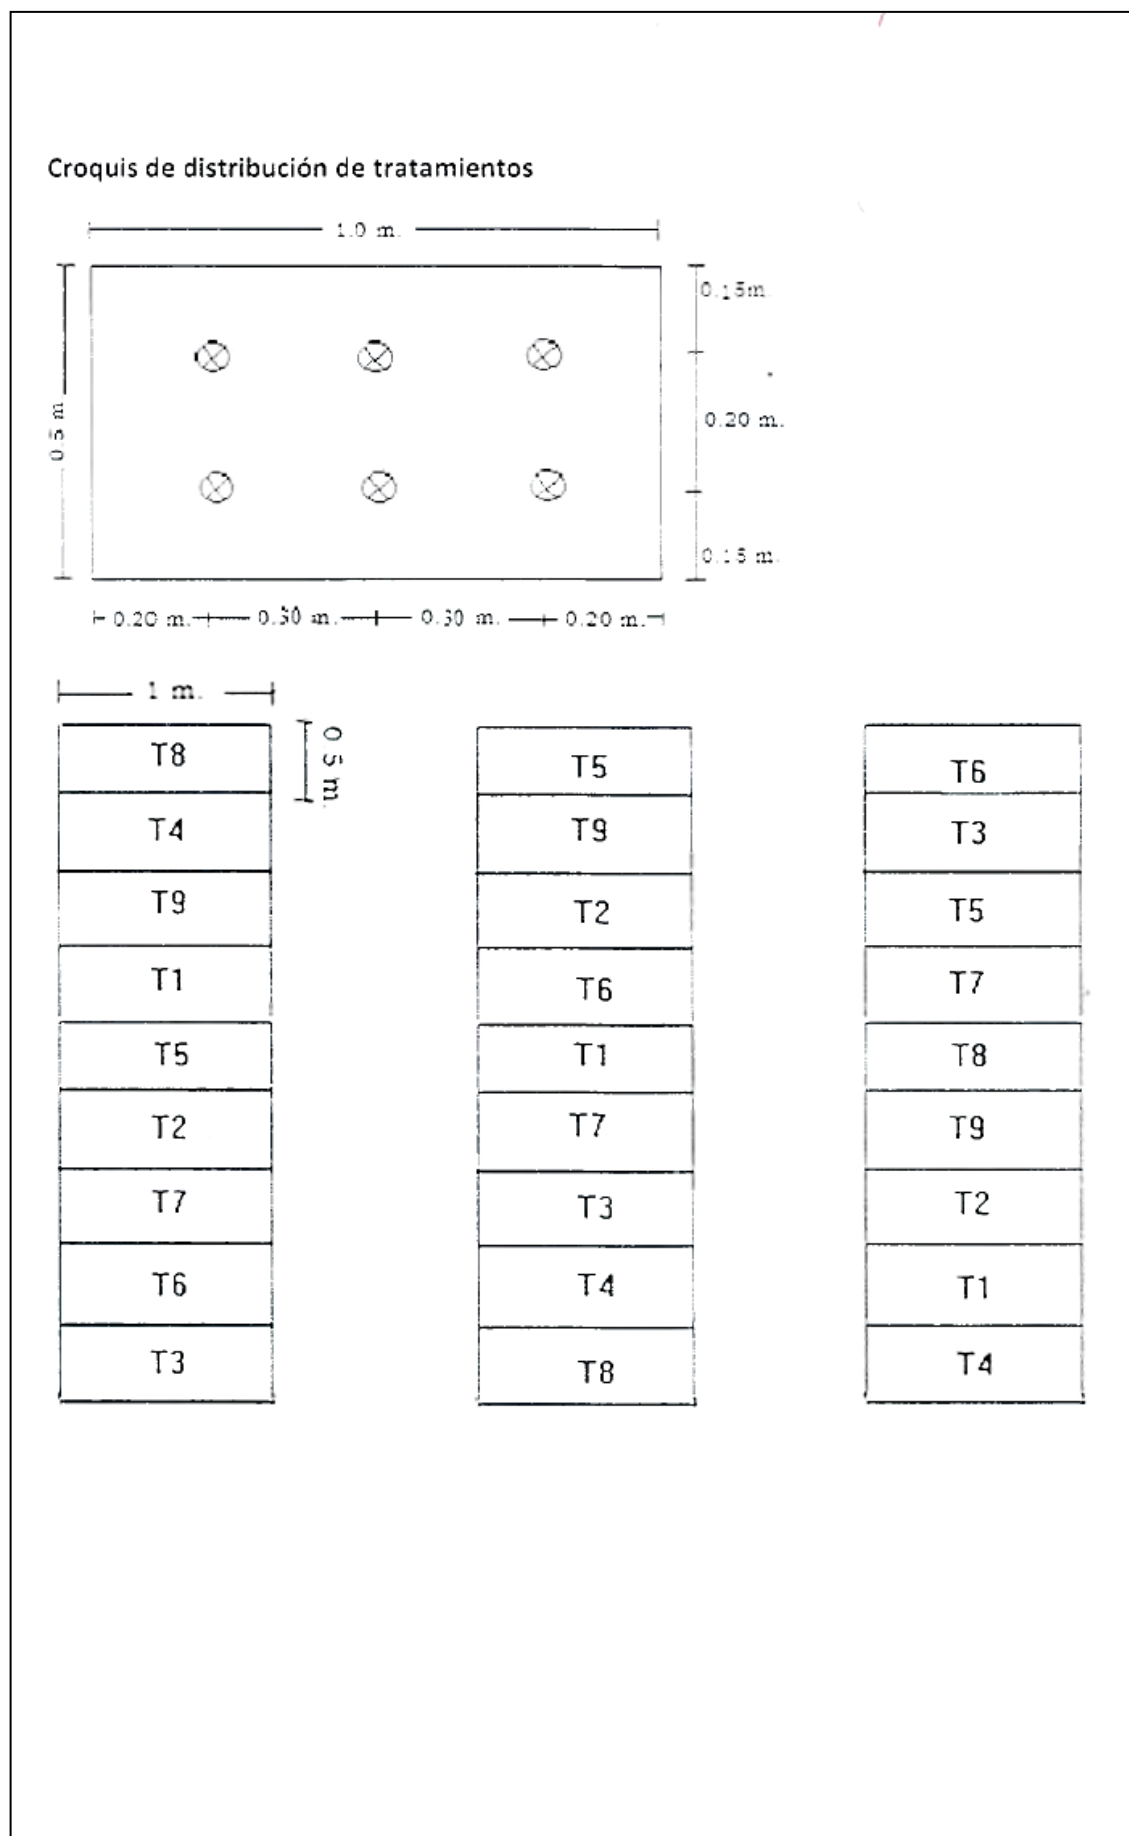 Croquis de distribución de tratamientos
1.0 m.
0.15m.
0.5 m
0.20 m.
0.15 m.
0.20 m. 0.30 m. 0.30 m. 0.20 m.
1 m.
0.5 m.
T8
T4
T9
T1
T5
T2
T7
T6
T3
T5
T9
T2
T6
T1
T7
T3
T4
T8
T6
T3
T5
T7
T8
T9
T2
T1
T4